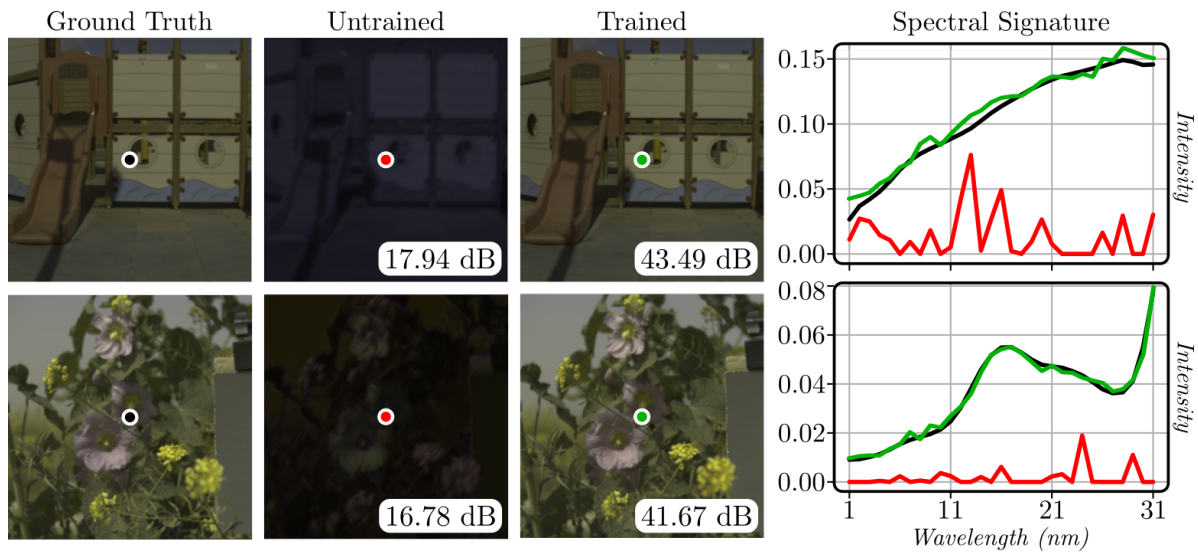 Ground Truth Untrained Trained Spectral Signature
0.15
0.10
0.05
0.00
Intensity
17.94 dB
43.49 dB
0.08
0.06
0.04
0.02
0.00
Intensity
16.78 dB
41.67 dB
1 11 21 31
Wavelength (nm)